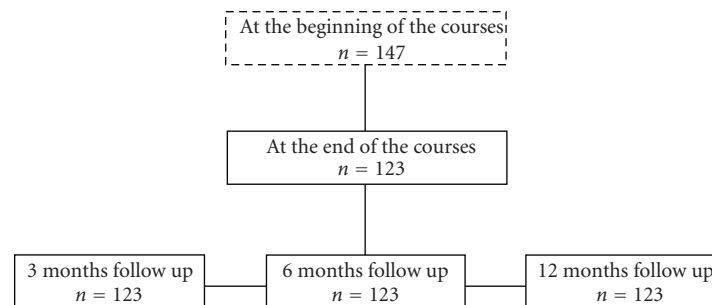 At the beginning of the courses
n = 147
At the end of the courses
n = 123
3 months follow up
n = 123
6 months follow up
n = 123
12 months follow up
n = 123